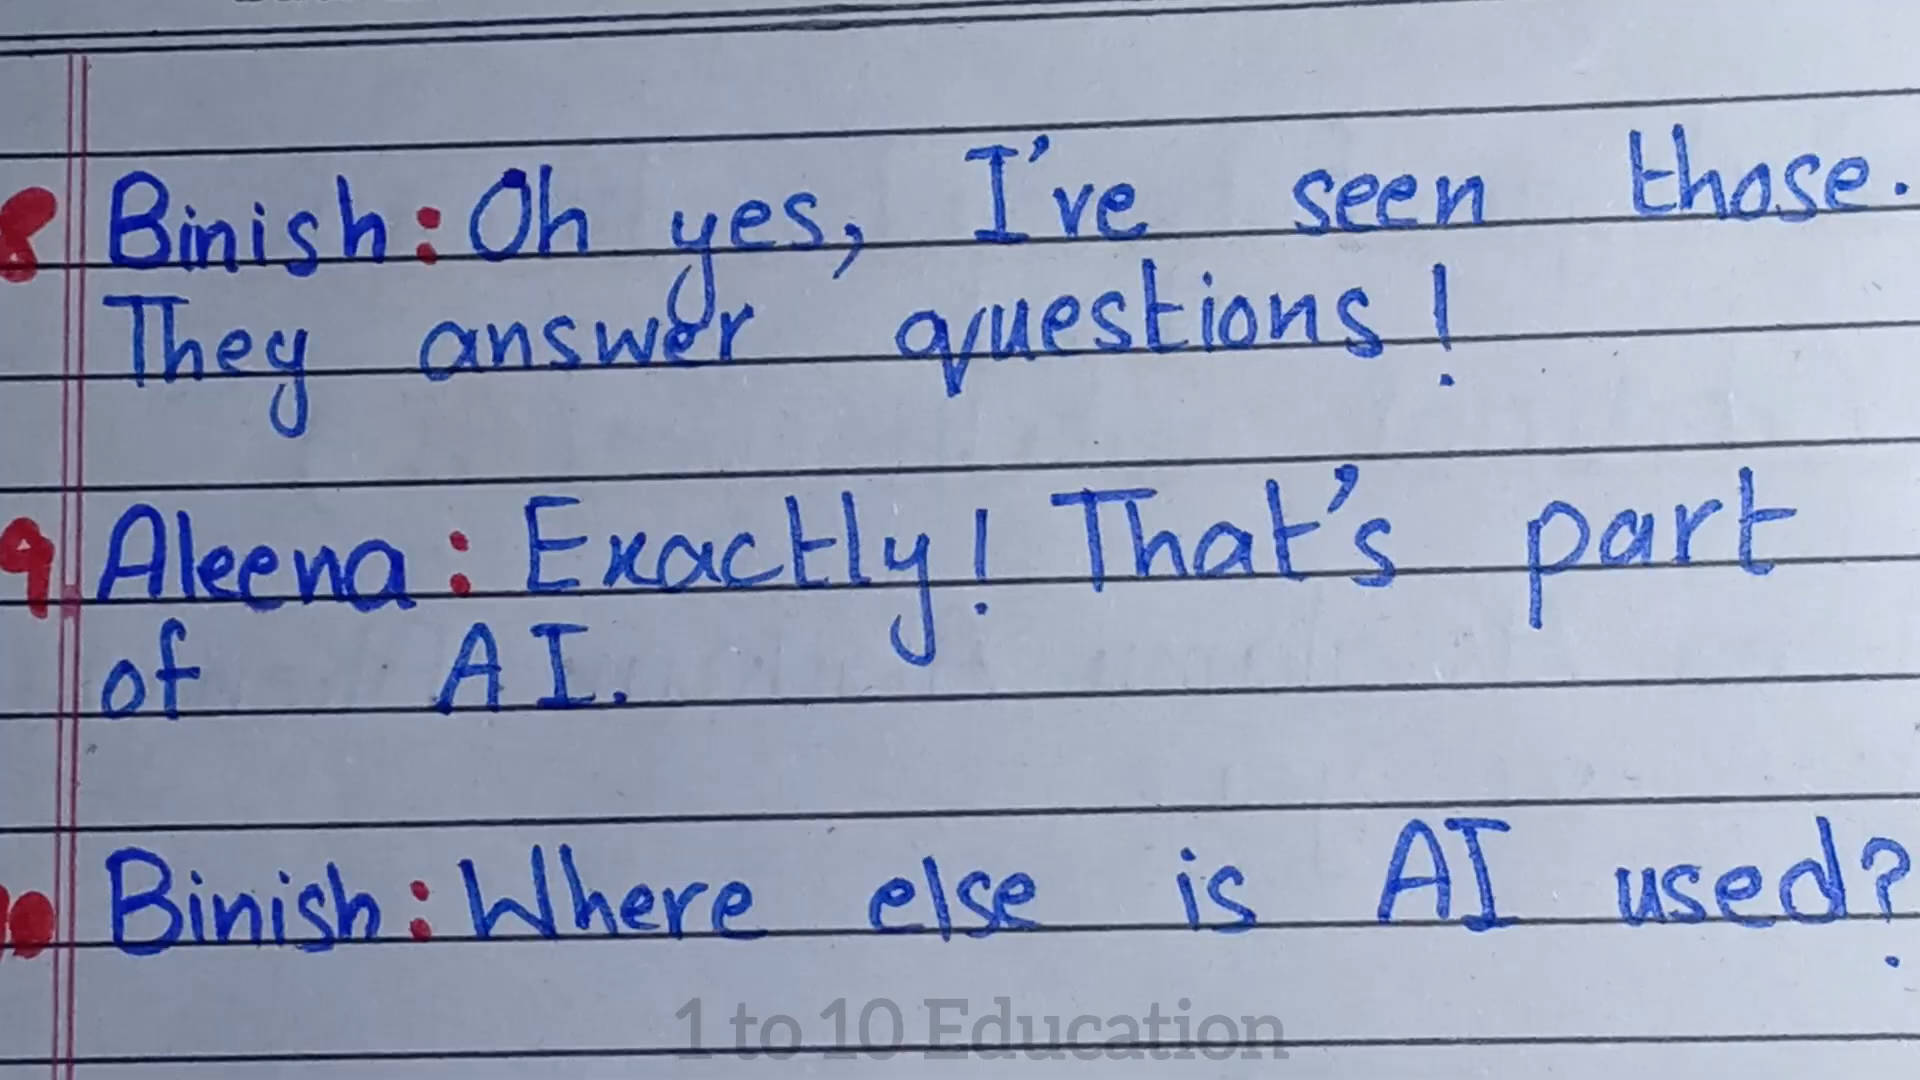 8 Binish: Oh yes, I've seen those.
They answer questions!
9 Aleena: Exactly! That's part
of AI.
10 Binish: Where else is AI used?
1 to 10 Education